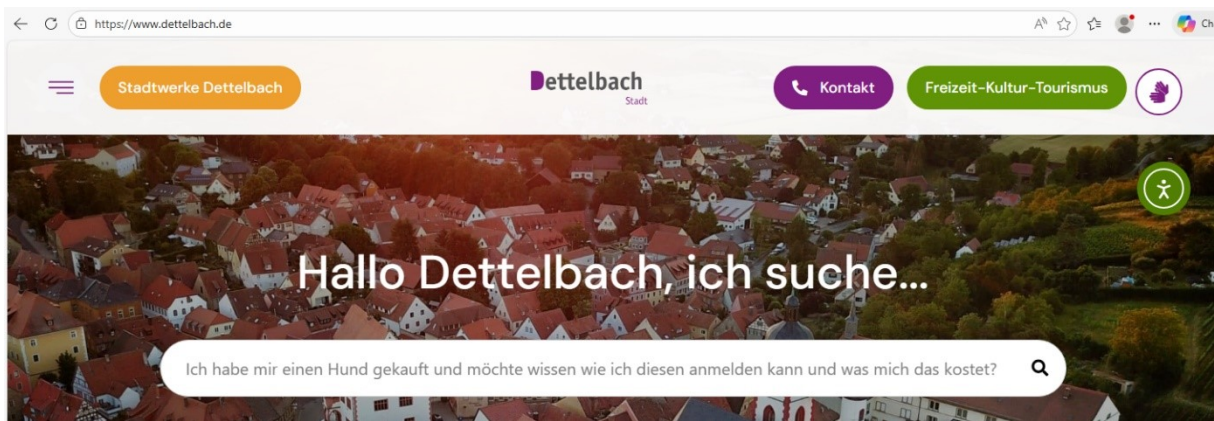 https://www.dettelbach.de
Ch
Stadtwerke Dettelbach
Dettelbach
Stadt
Kontakt
Freizeit-Kultur-Tourismus
Hallo Dettelbach, ich suche...
Ich habe mir einen Hund gekauft und möchte wissen wie ich diesen anmelden kann und was mich das kostet?